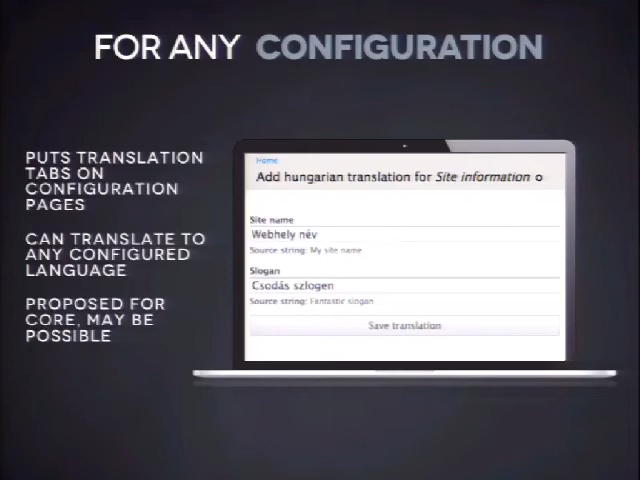 FOR ANY CONFIGURATION
PUTS TRANSLATION
TABS ON
CONFIGURATION
PAGES
CAN TRANSLATE TO
ANY CONFIGURED
LANGUAGE
PROPOSED FOR
CORE, MAY BE
POSSIBLE
Home
Add hungarian translation for Site information
Site name
Webhely név
Source string: My site name
Slogan
Csodás szlogen
Source string: Fantastic slogan
Save translation